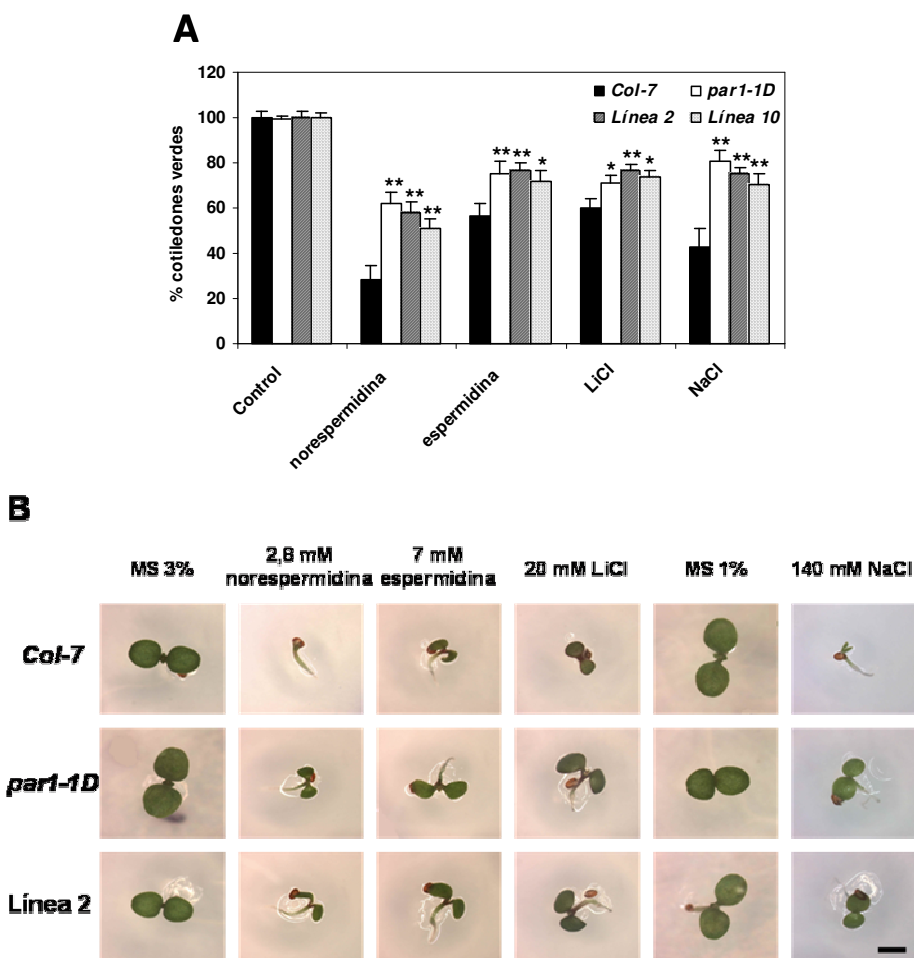 A
120
100
80
60
40
20
0
% cotiledones verdes
Col-7 par1-1D
Línea 2 Línea 10
** ** **
** ** *
* ** *
** ** **
Control
norespermidina
espermidina
LiCl
NaCl
B
MS 3%
2,8 mM
norespermidina
7 mM
espermidina
20 mM LiCl
MS 1%
140 mM NaCl
Col-7
par1-1D
Línea 2